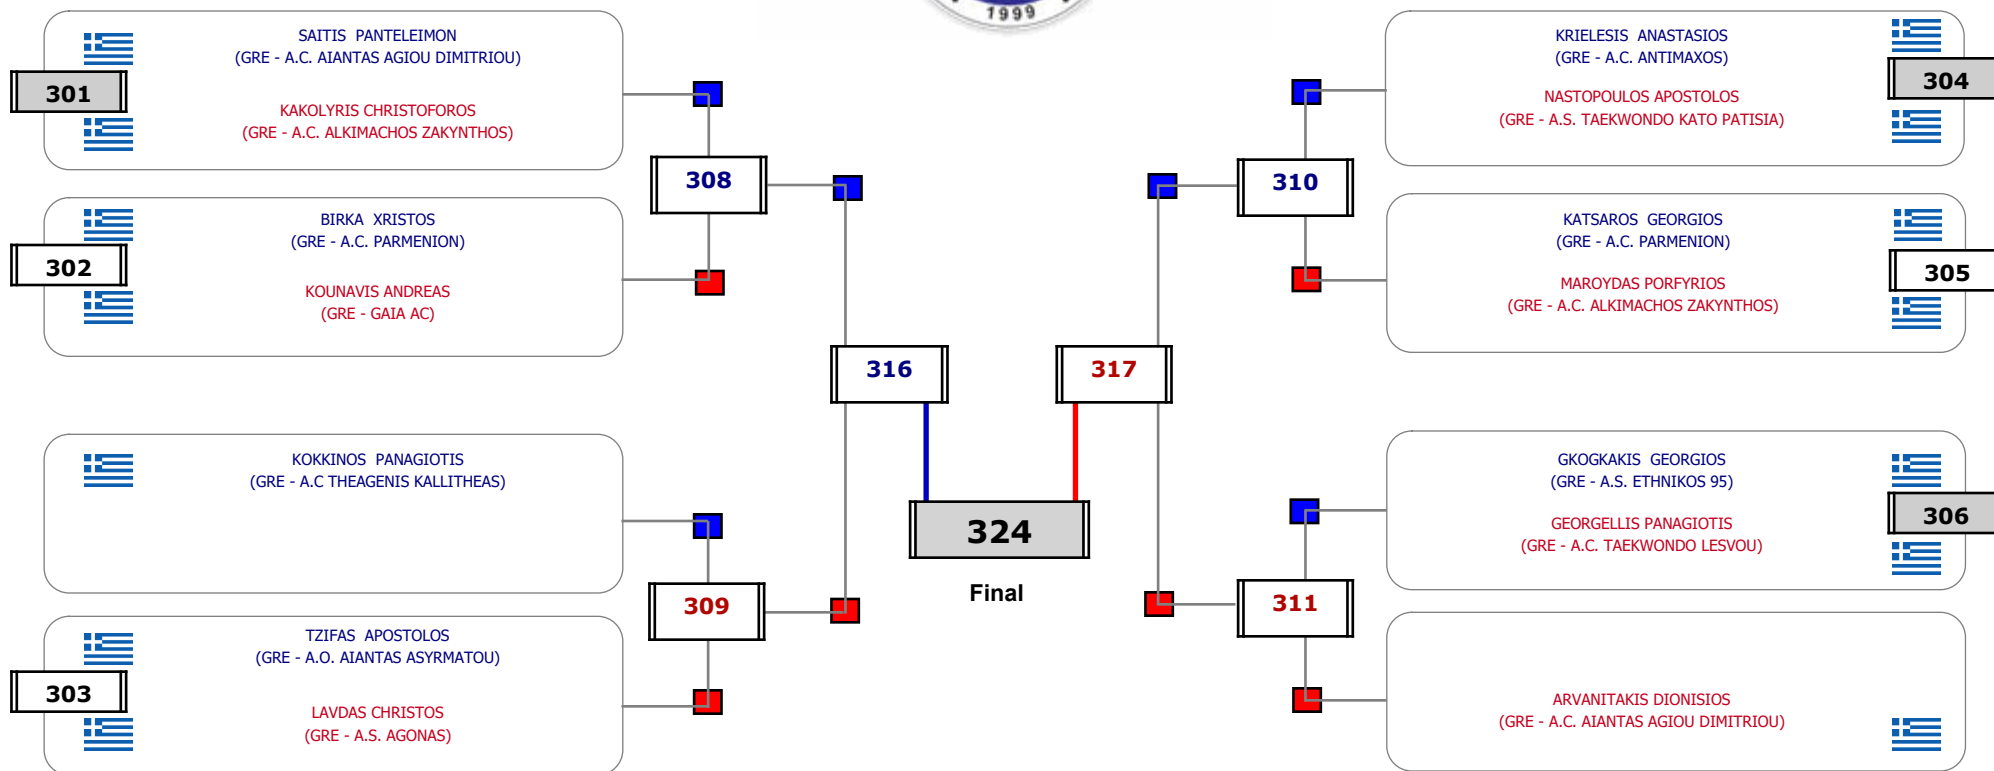 1999
SAITIS PANTELEIMON
(GRE - A.C. AIANTAS AGIOU DIMITRIOU)
301
KAKOLYRIS CHRISTOFOROS
(GRE - A.C. ALKIMACHOS ZAKYNTHOS)
308
BIRKA XRISTOS
(GRE - A.C. PARMENION)
302
KOUNAVIS ANDREAS
(GRE - GAIA AC)
316
KOKKINOS PANAGIOTIS
(GRE - A.C THEAGENIS KALLITHEAS)
309
TZIFAS APOSTOLOS
(GRE - A.O. AIANTAS ASYRMATOU)
303
LAVDAS CHRISTOS
(GRE - A.S. AGONAS)
324
Final
KRIELESIS ANASTASIOS
(GRE - A.C. ANTIMAXOS)
304
NASTOPOULOS APOSTOLOS
(GRE - A.S. TAEKWONDO KATO PATISIA)
310
KATSAROS GEORGIOS
(GRE - A.C. PARMENION)
305
MAROYDAS PORFYRIOS
(GRE - A.C. ALKIMACHOS ZAKYNTHOS)
317
GKOGKAKIS GEORGIOS
(GRE - A.S. ETHNIKOS 95)
306
GEORGELLIS PANAGIOTIS
(GRE - A.C. TAEKWONDO LESVOU)
311
ARVANITAKIS DIONISIOS
(GRE - A.C. AIANTAS AGIOU DIMITRIOU)